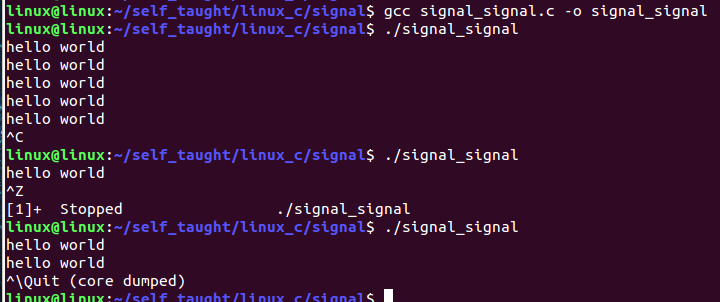 linux@linux:~/self_taught/linux_c/signal$ gcc signal_signal.c -o signal_signal
linux@linux:~/self_taught/linux_c/signal$ ./signal_signal
hello world
hello world
hello world
hello world
hello world
^C
linux@linux:~/self_taught/linux_c/signal$ ./signal_signal
hello world
^Z
[1]+  Stopped                 ./signal_signal
linux@linux:~/self_taught/linux_c/signal$ ./signal_signal
hello world
hello world
^\Quit (core dumped)
linux@linux:~/self_taught/linux_c/signal$